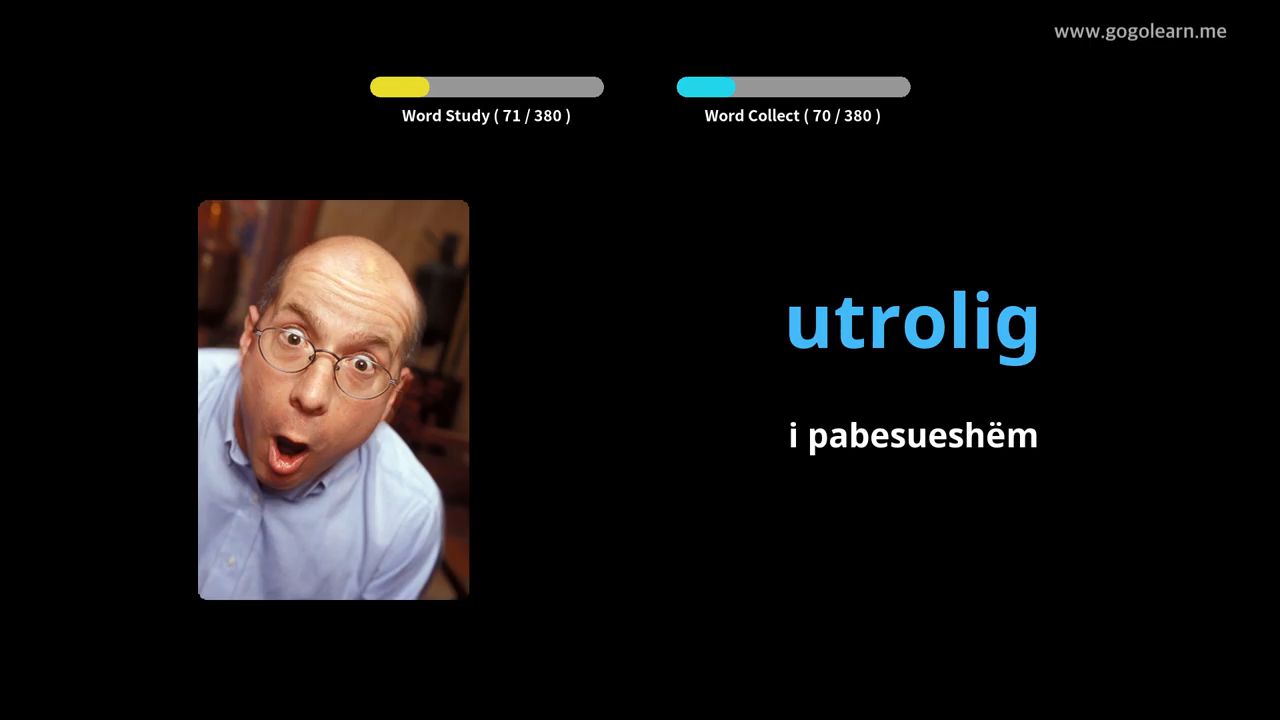 www.gogolearn.me
Word Study ( 71 / 380 )
Word Collect ( 70 / 380 )
utrolig
i pabesueshëm